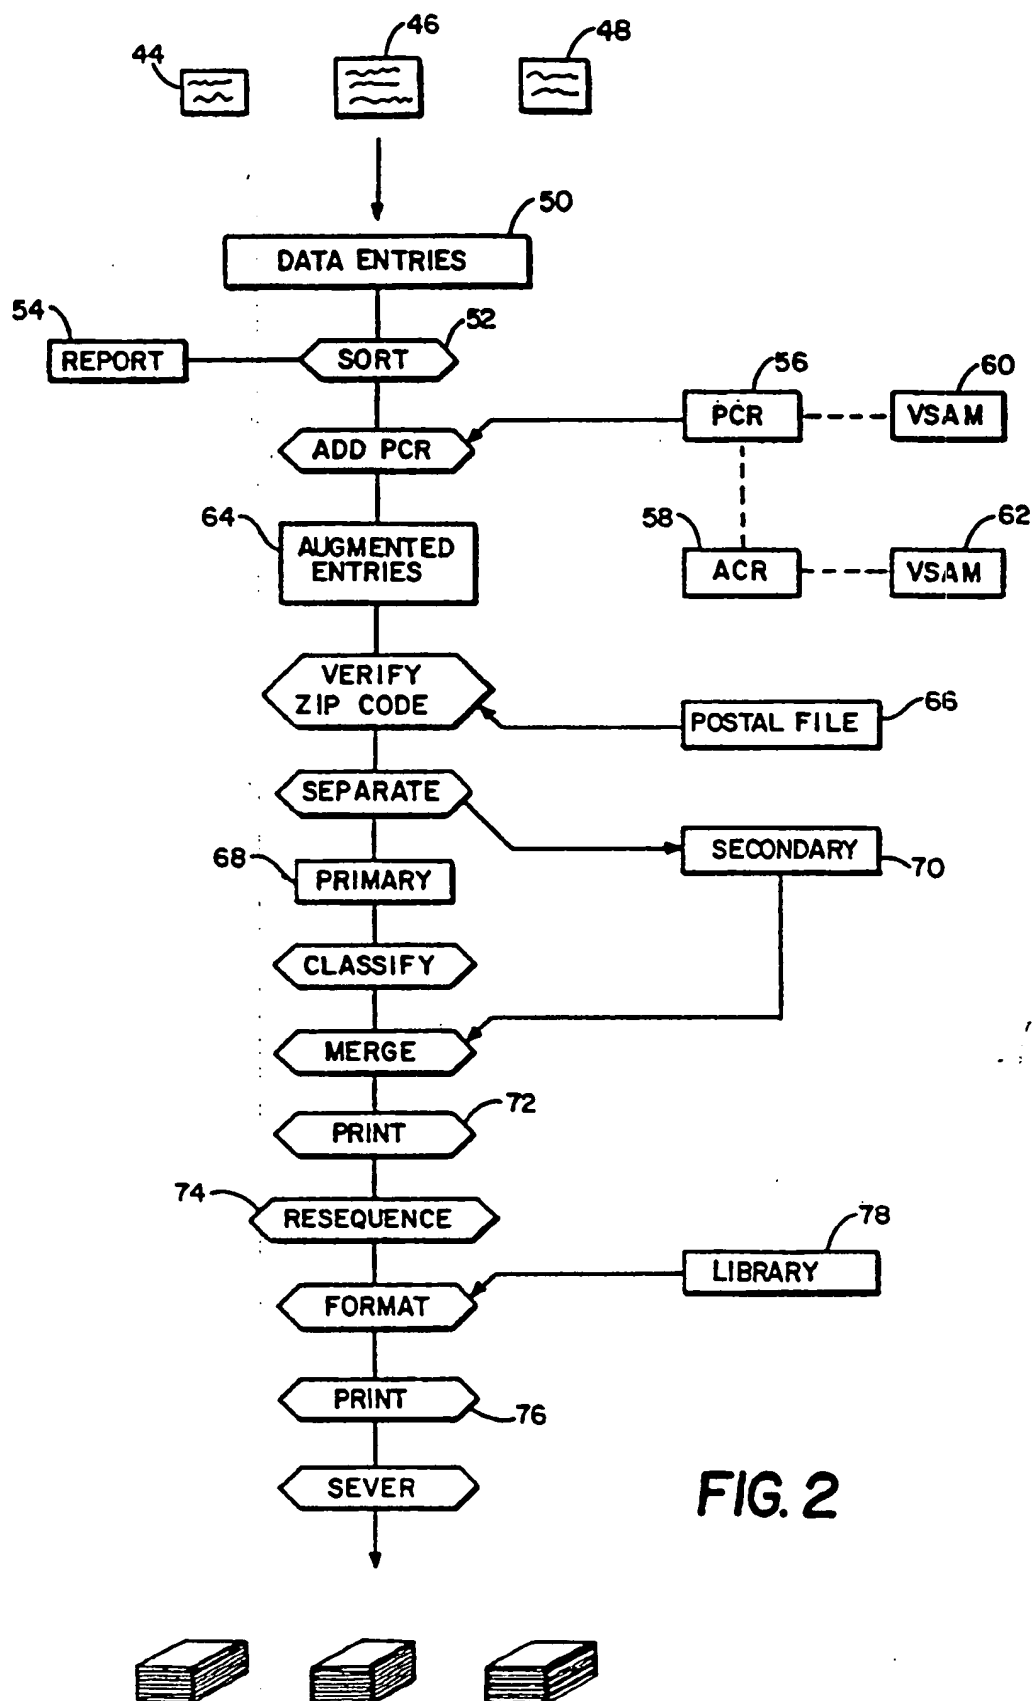 44
46
48
50
DATA ENTRIES
54
52
REPORT
SORT
56
60
PCR
VSAM
ADD PCR
64
58
62
AUGMENTED
ENTRIES
ACR
VSAM
VERIFY
ZIP CODE
66
POSTAL FILE
SEPARATE
SECONDARY
70
68
PRIMARY
CLASSIFY
MERGE
72
PRINT
74
RESEQUENCE
78
LIBRARY
FORMAT
PRINT
76
SEVER
FIG. 2